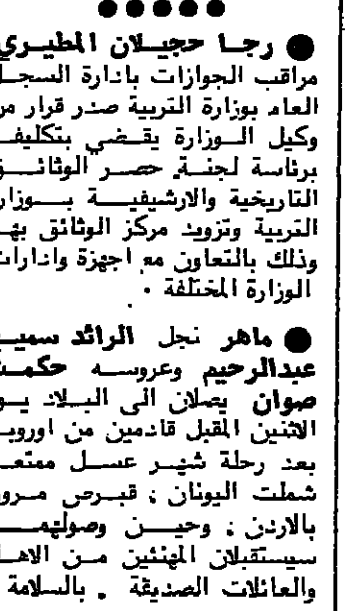 ● رجا حجيلان المطيري
مراقب الجوازات بادارة السجل
العام بوزارة التربية صدر قرار من
وكيل الوزارة يقضي بتكليفه
برئاسة لجنة حصر الوثائق
التاريخية والارشيفية بوزارة
التربية وتزويد مركز الوثائق بها
وذلك بالتعاون مع اجهزة وادارات
الوزارة المختلفة .
● ماهر نجل الرائد سميح
عبدالرحيم وعروسه حكمت
صوان يصلان الى البلاد يوم
الاثنين المقبل قادمين من اوروبا
بعد رحلة شهر عسل ممتعة
شملت اليونان ، قبرص مرورا
بالاردن ، وحين وصولهما
سيستقبلان المهنئين من الاهل
والعائلات الصديقة . بالسلامة